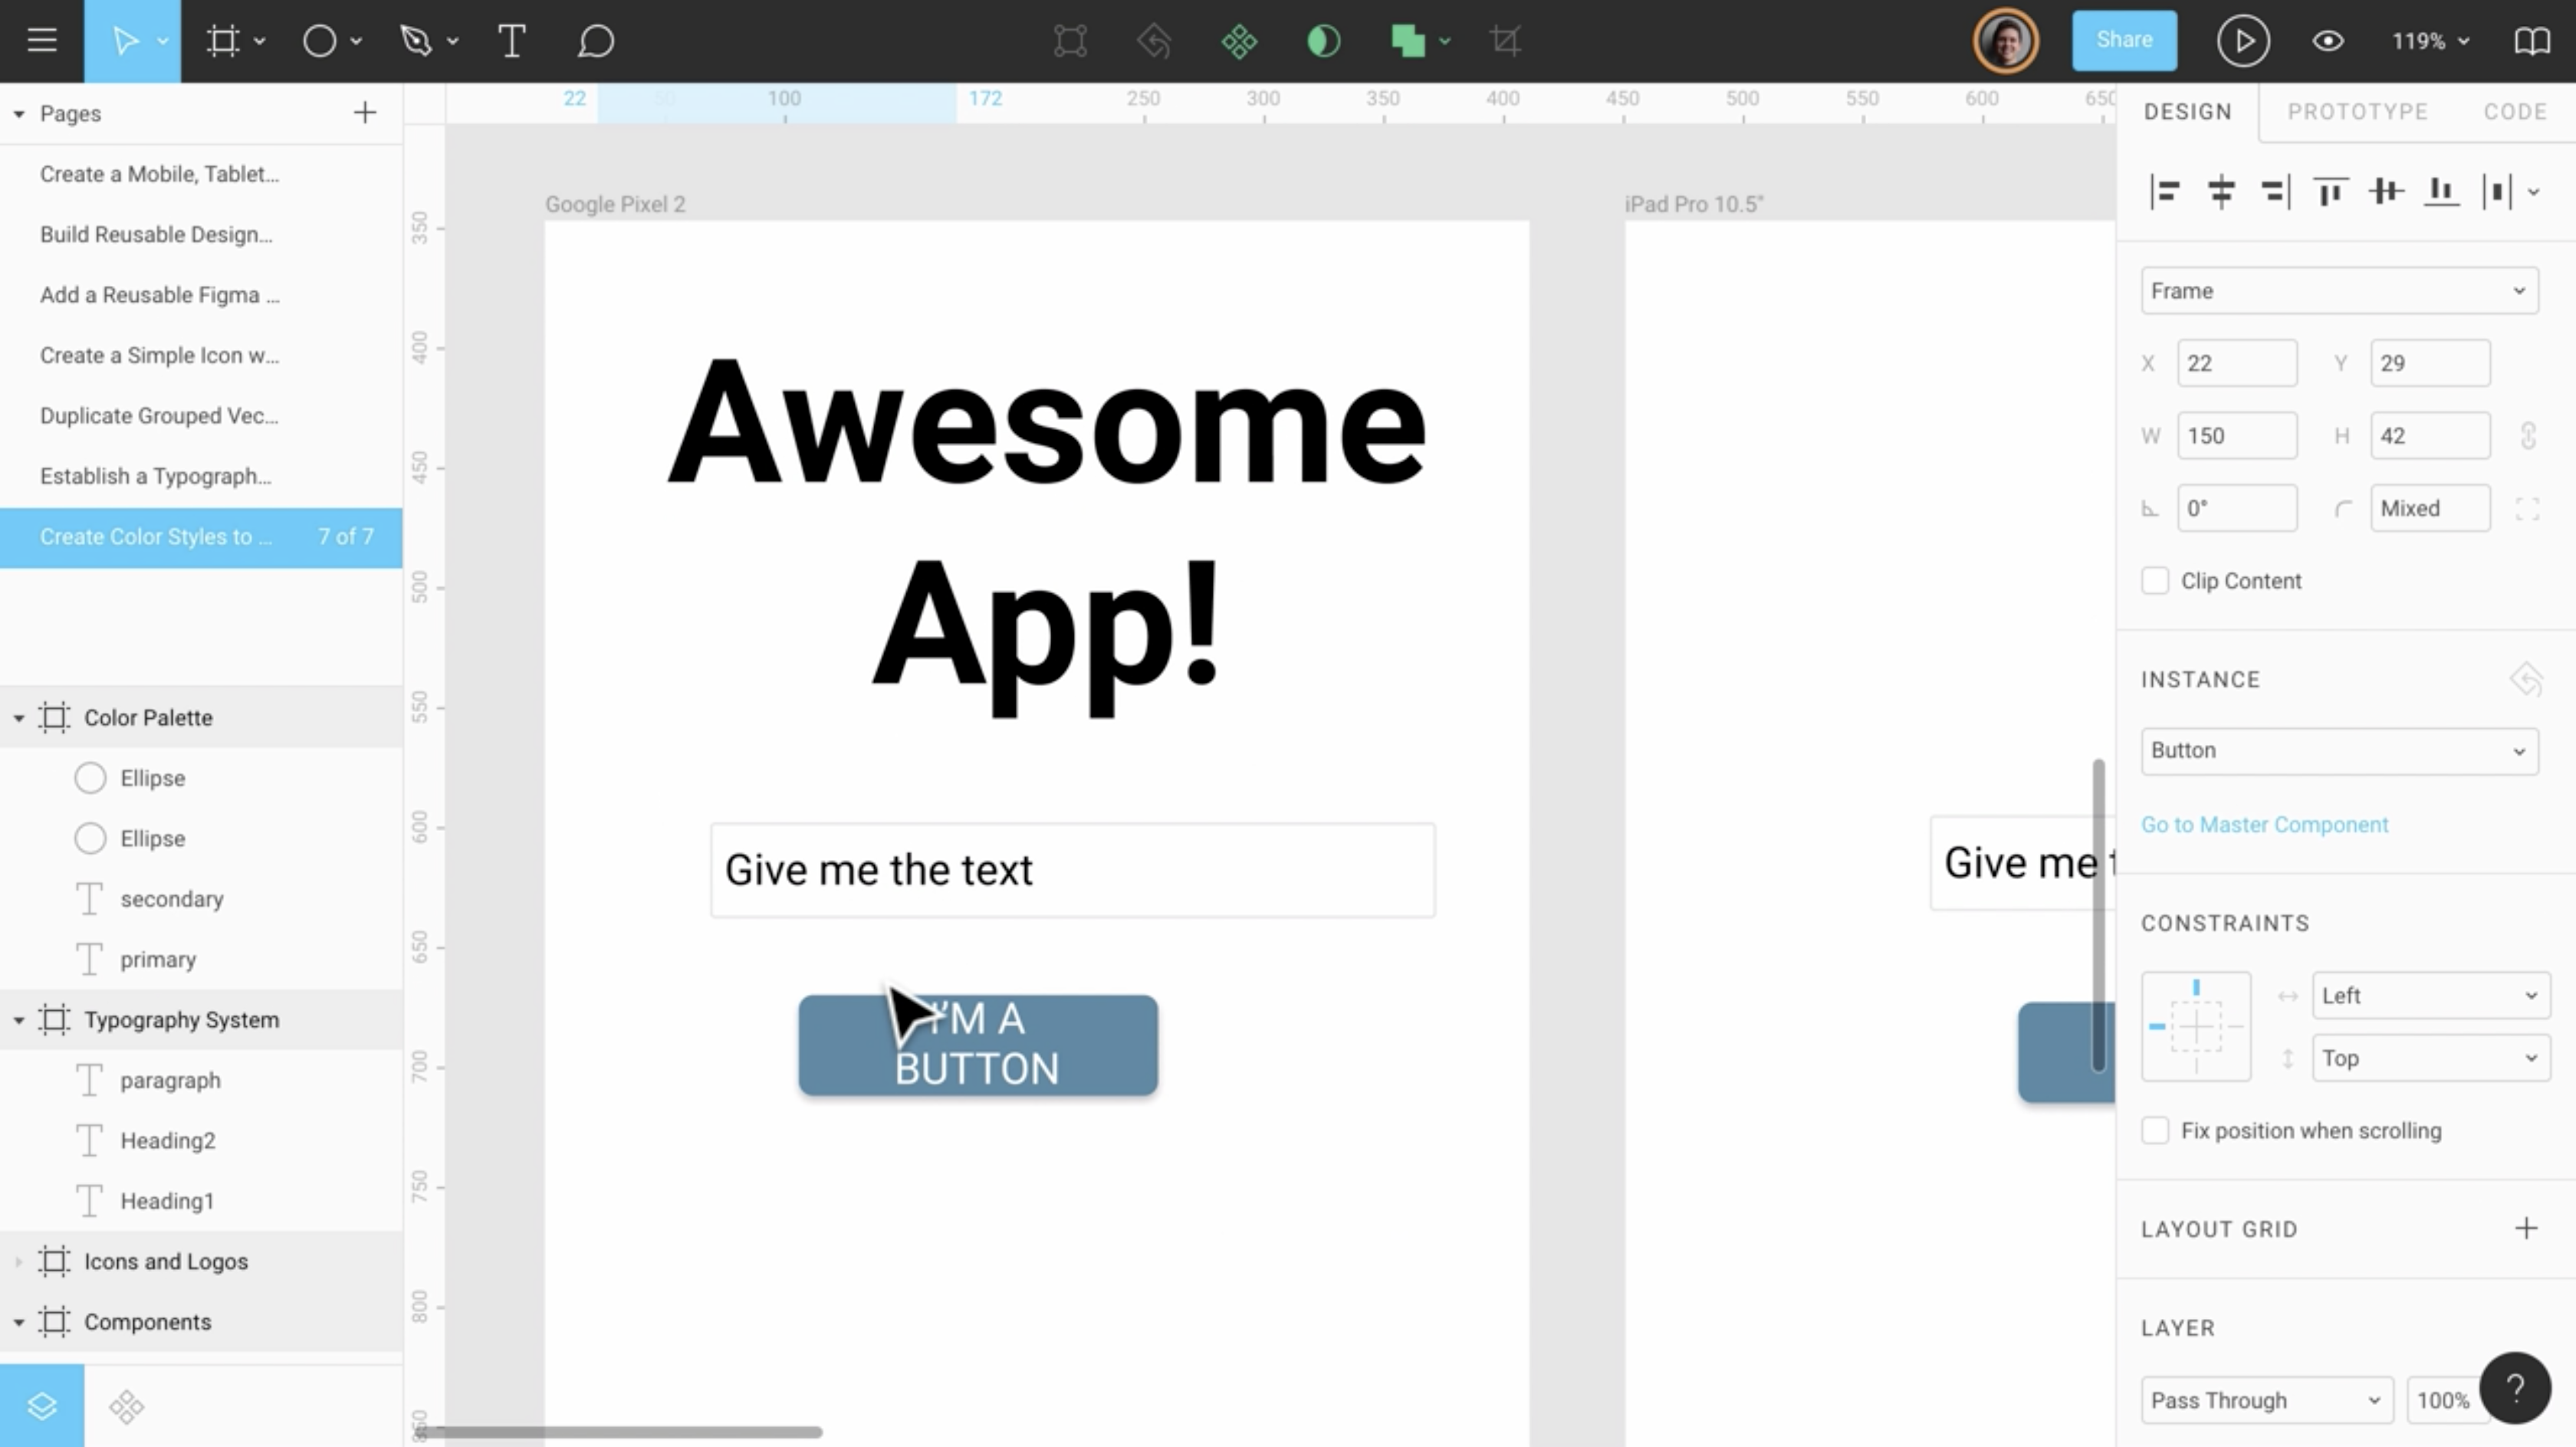 Share
119%
Pages
Create a Mobile, Tablet...
Build Reusable Design...
Add a Reusable Figma ...
Create a Simple Icon w...
Duplicate Grouped Vec...
Establish a Typograph...
Create Color Styles to ... 7 of 7
Color Palette
Ellipse
Ellipse
secondary
primary
Typography System
paragraph
Heading2
Heading1
Icons and Logos
Components
22 50 100 172 250 300 350 400 450 500 550 600 650
350
400
450
500
550
600
650
700
750
800
Google Pixel 2
Awesome
App!
Give me the text
I'M A
BUTTON
iPad Pro 10.5"
Give me t
DESIGN PROTOTYPE CODE
Frame
X 22 Y 29
W 150 H 42
0° Mixed
Clip Content
INSTANCE
Button
Go to Master Component
CONSTRAINTS
Left
Top
Fix position when scrolling
LAYOUT GRID
LAYER
Pass Through 100%
?